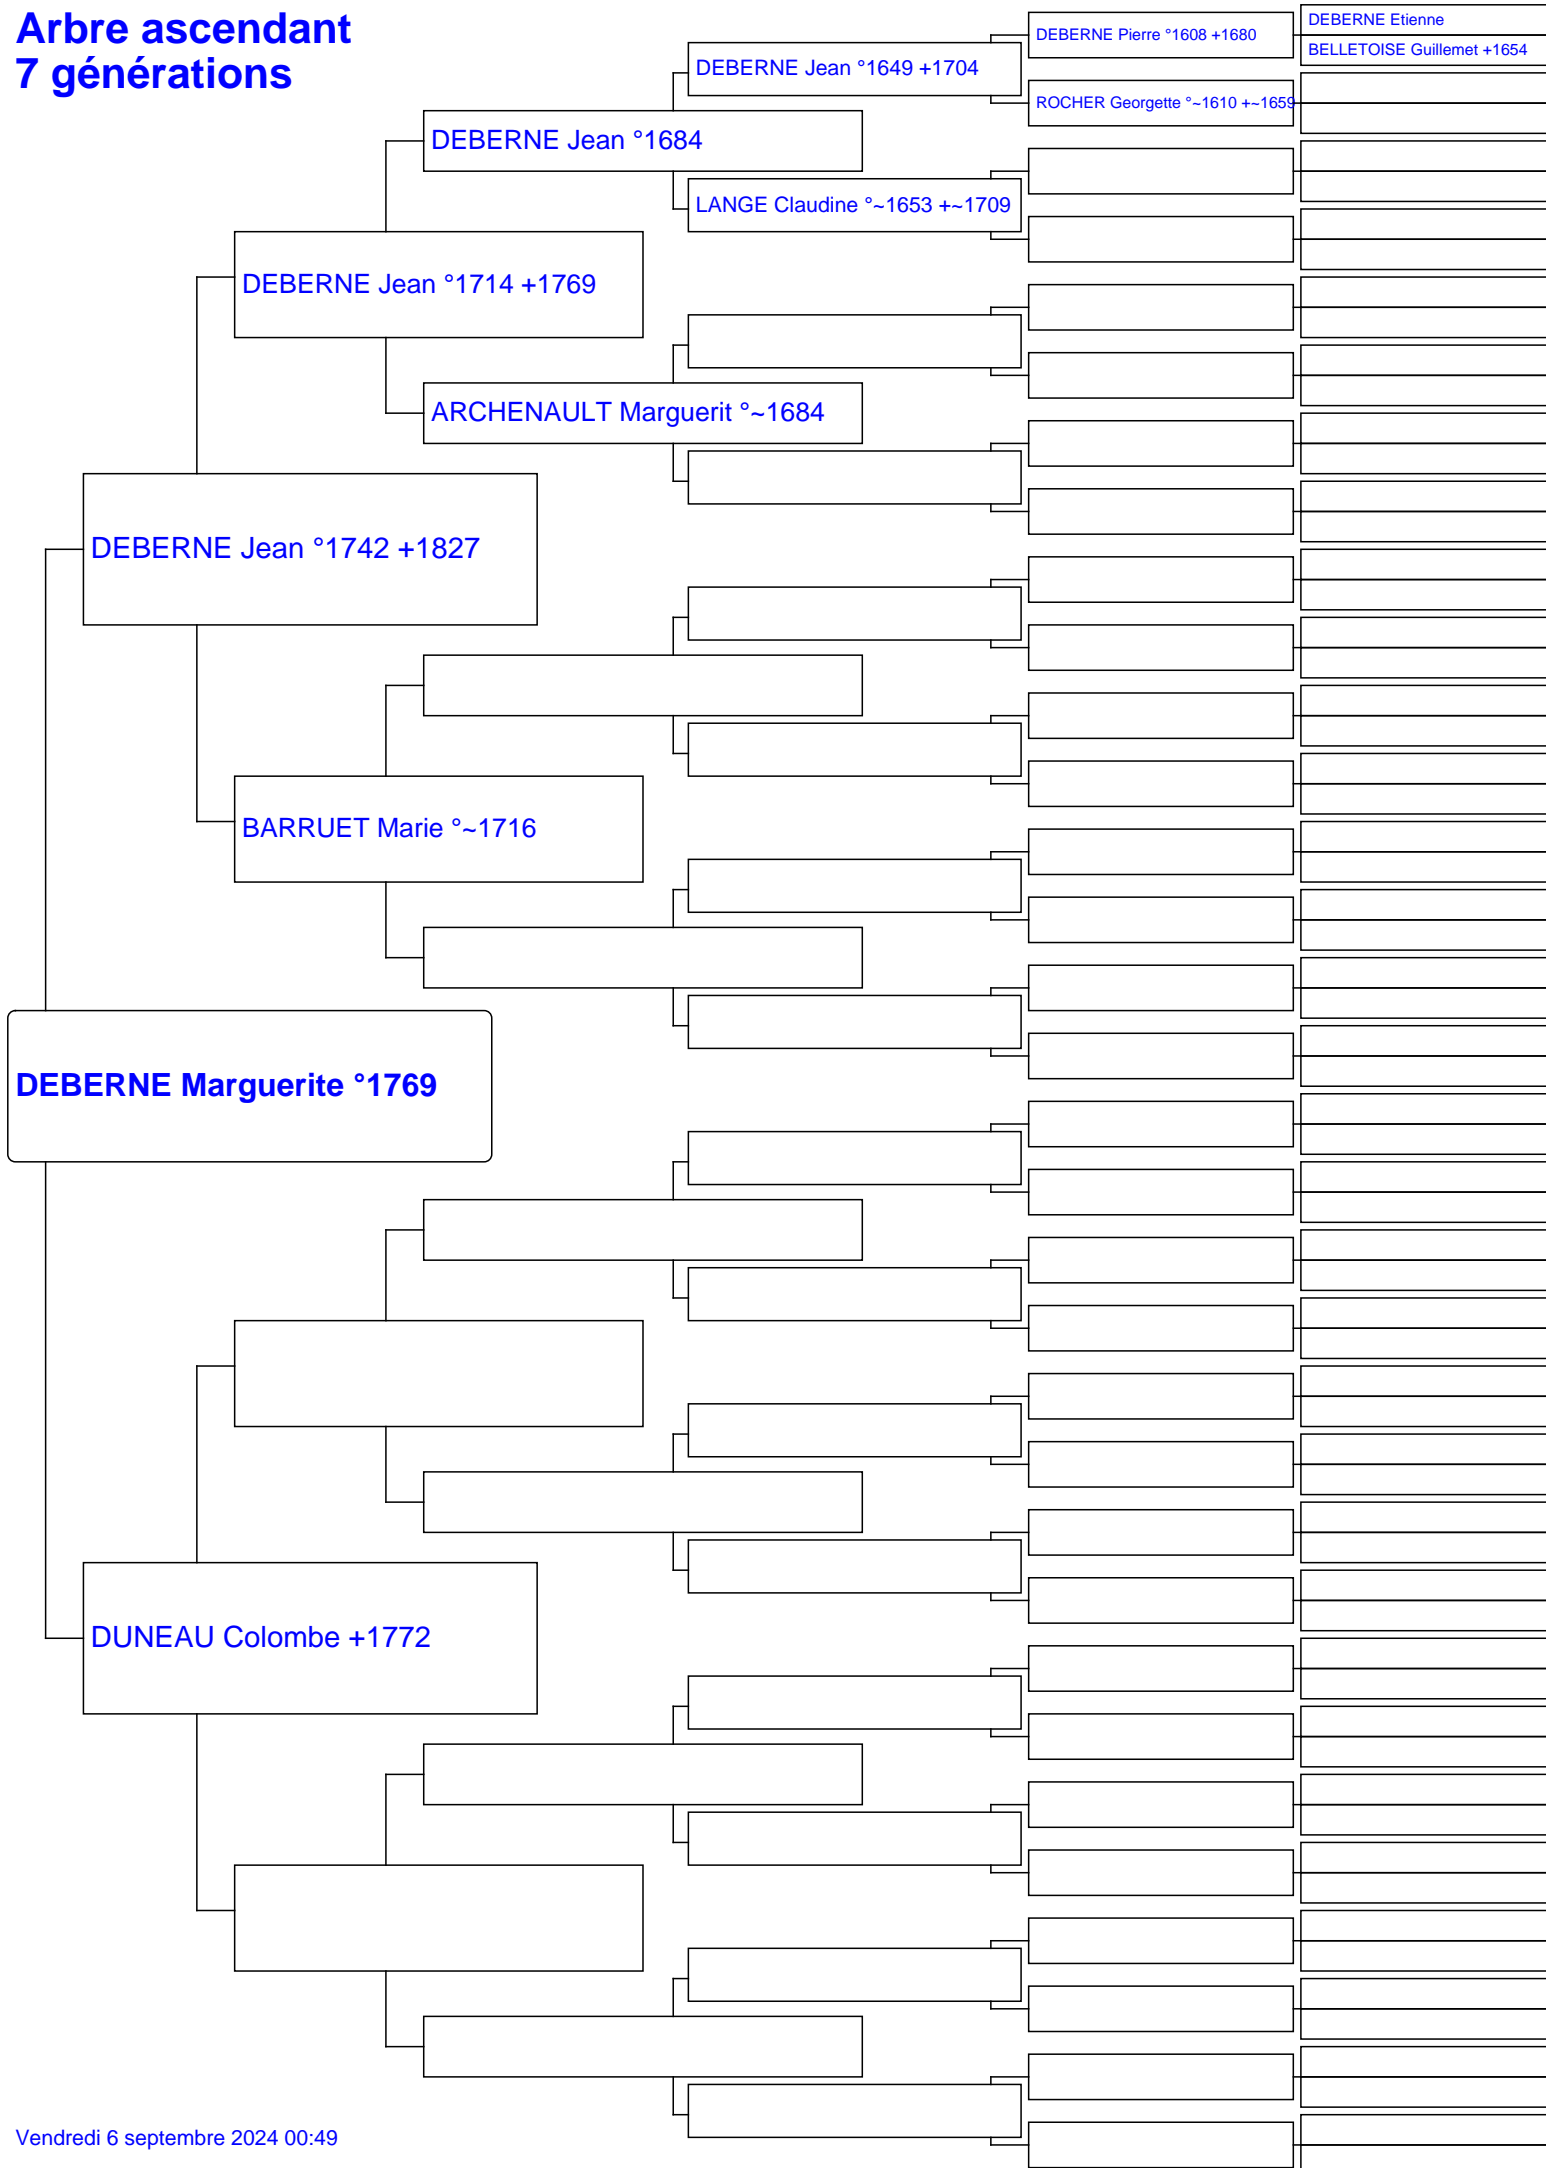 Arbre ascendant
7 générations
DEBERNE Etienne
DEBERNE Pierre °1608 +1680
BELLETOISE Guillemet +1654
DEBERNE Jean °1649 +1704
ROCHER Georgette °~1610 +~1659
DEBERNE Jean °1684
LANGE Claudine °~1653 +~1709
DEBERNE Jean °1714 +1769
ARCHENAULT Marguerit °~1684
DEBERNE Jean °1742 +1827
BARRUET Marie °~1716
DEBERNE Marguerite °1769
DUNEAU Colombe +1772
Vendredi 6 septembre 2024 00:49